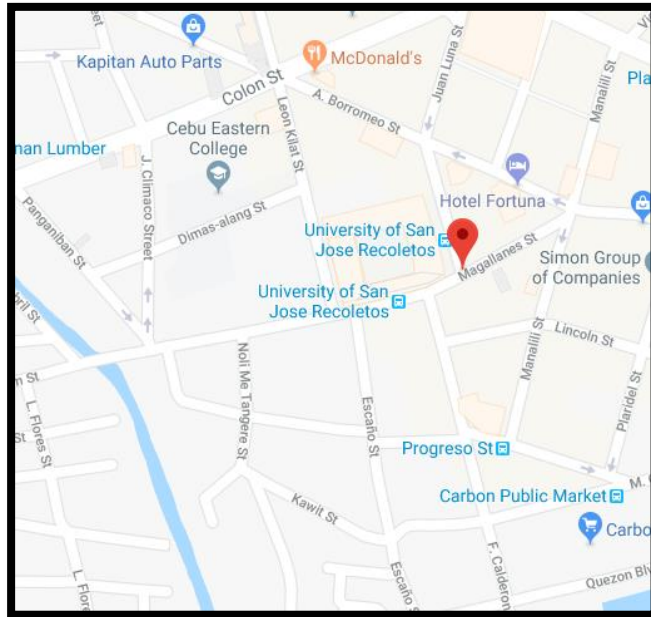 Kapitan Auto Parts
McDonald's
Colon St
Juan Luna St
Manalili St
Pla
A. Borromeo St
Leon Kilat St
Cebu Eastern
College
nan Lumber
J. Climaco Street
Hotel Fortuna
Panganiban St
Dimas-alang St
University of San
Jose Recoletos
Magallanes St
Simon Group
of Companies
University of San
Jose Recoletos
bril St
Lincoln St
Manalili St
Plaridel St
n St
Noli Me Tangere St
L. Flores St
Escaño St
St
Progreso St
Carbon Public Market
M. C
Kawit St
Carbo
F. Calderon
Escaño St
L. Flore
Quezon Blv